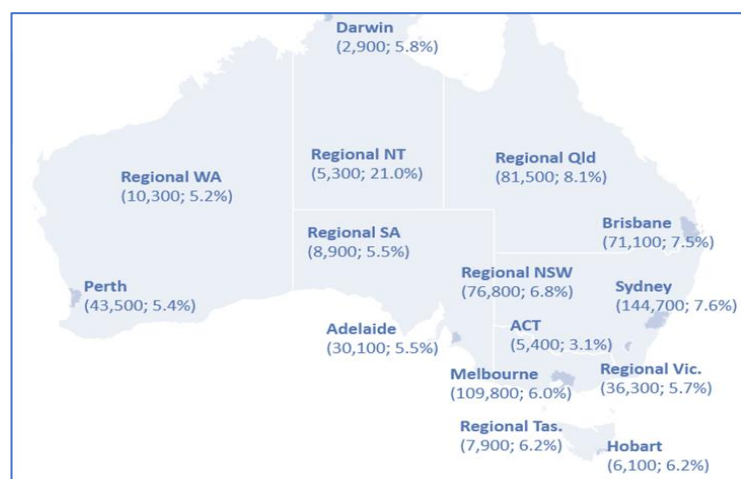 Darwin
(2,900; 5.8%)
Regional WA
(10,300; 5.2%)
Regional NT
(5,300; 21.0%)
Regional Qld
(81,500; 8.1%)
Regional SA
(8,900; 5.5%)
Brisbane
(71,100; 7.5%)
Regional NSW
(76,800; 6.8%)
Perth
(43,500; 5.4%)
Sydney
(144,700; 7.6%)
Adelaide
(30,100; 5.5%)
ACT
(5,400; 3.1%)
Melbourne
(109,800; 6.0%)
Regional Vic.
(36,300; 5.7%)
Regional Tas.
(7,900; 6.2%)
Hobart
(6,100; 6.2%)